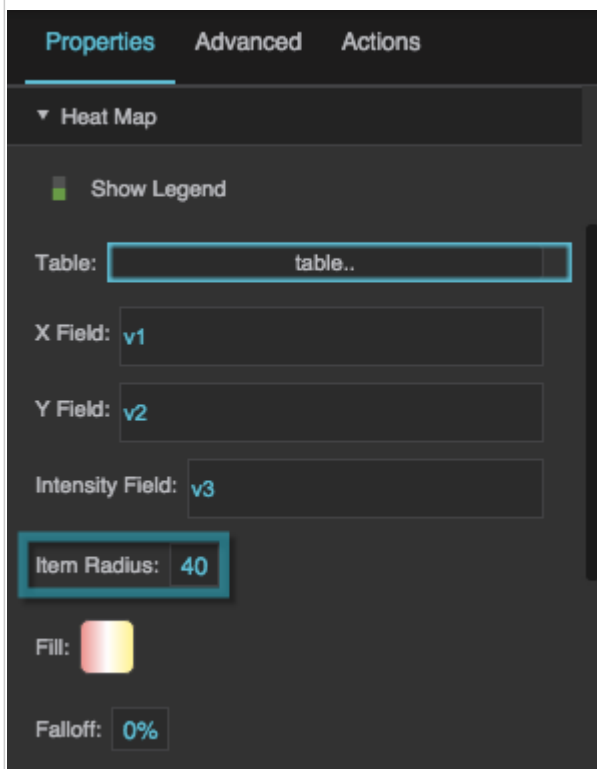 Properties Advanced Actions
Heat Map
Show Legend
Table: table..
X Field: v1
Y Field: v2
Intensity Field: v3
Item Radius: 40
Fill:
Falloff: 0%